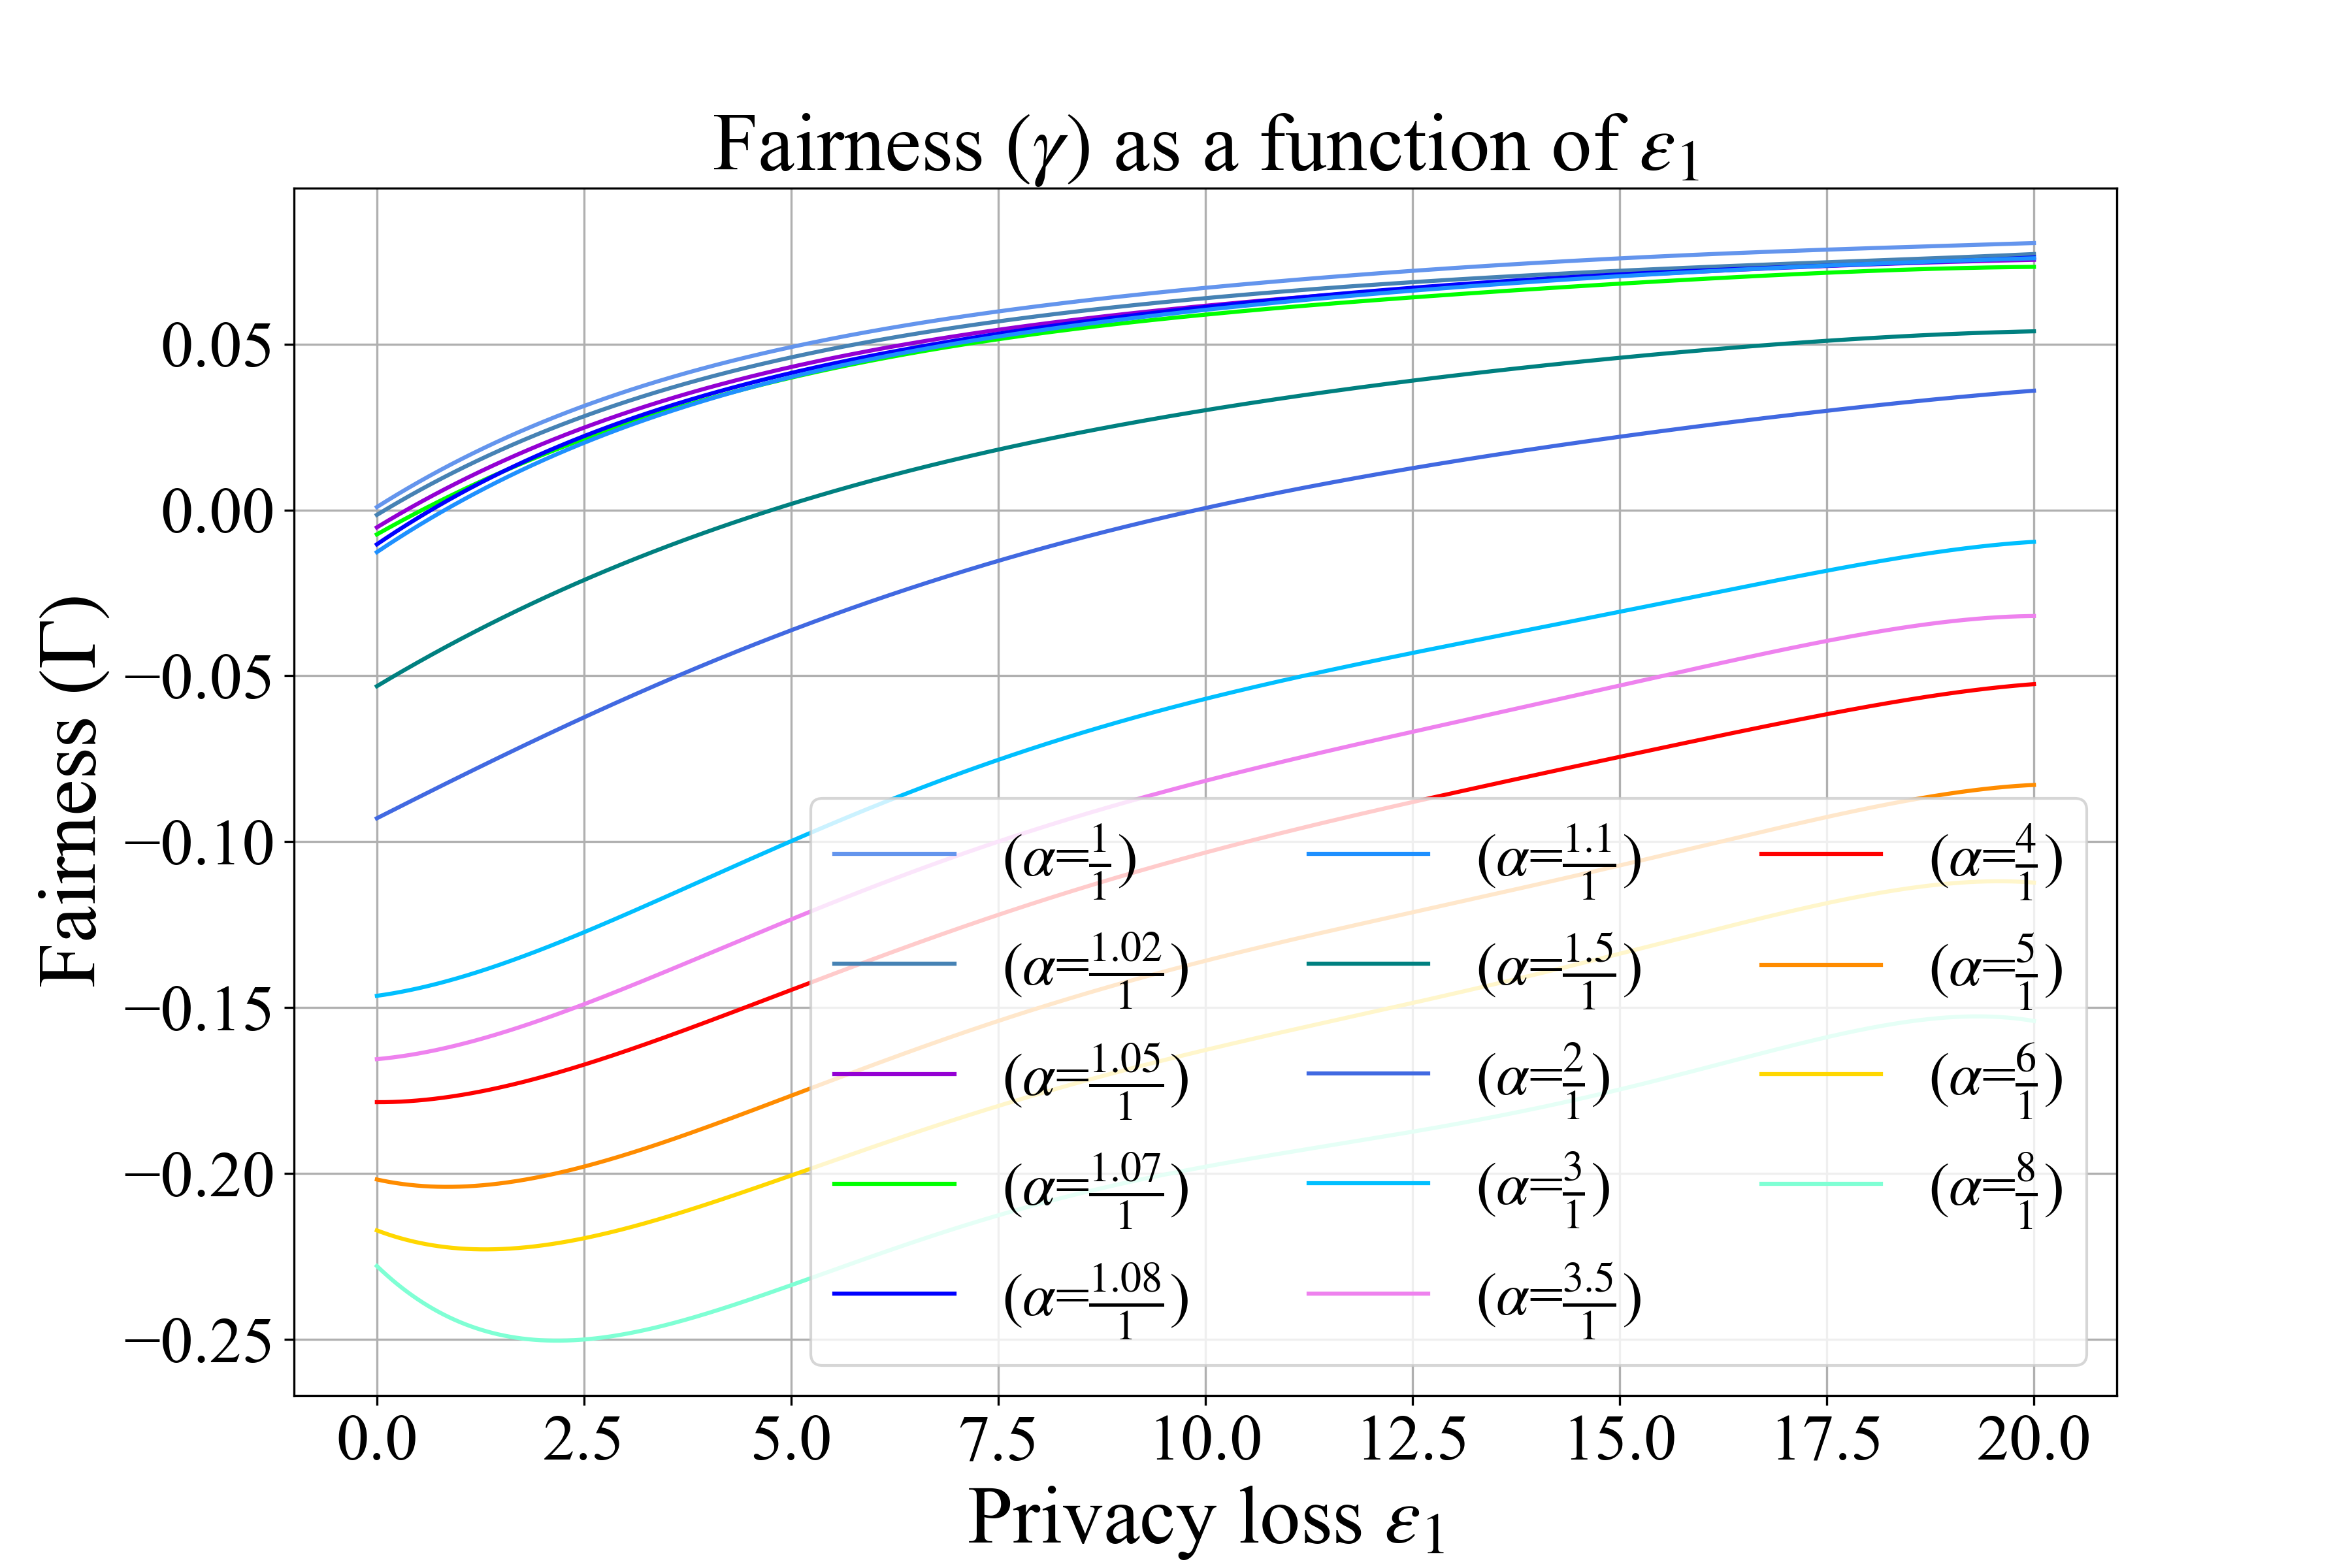 Fairness (γ) as a function of ε₁
Fairness (Γ)
0.05
0.00
−0.05
−0.10
−0.15
−0.20
−0.25
(α=1/1)
(α=1.02/1)
(α=1.05/1)
(α=1.07/1)
(α=1.08/1)
(α=1.1/1)
(α=1.5/1)
(α=2/1)
(α=3/1)
(α=3.5/1)
(α=4/1)
(α=5/1)
(α=6/1)
(α=8/1)
0.0 2.5 5.0 7.5 10.0 12.5 15.0 17.5 20.0
Privacy loss ε₁